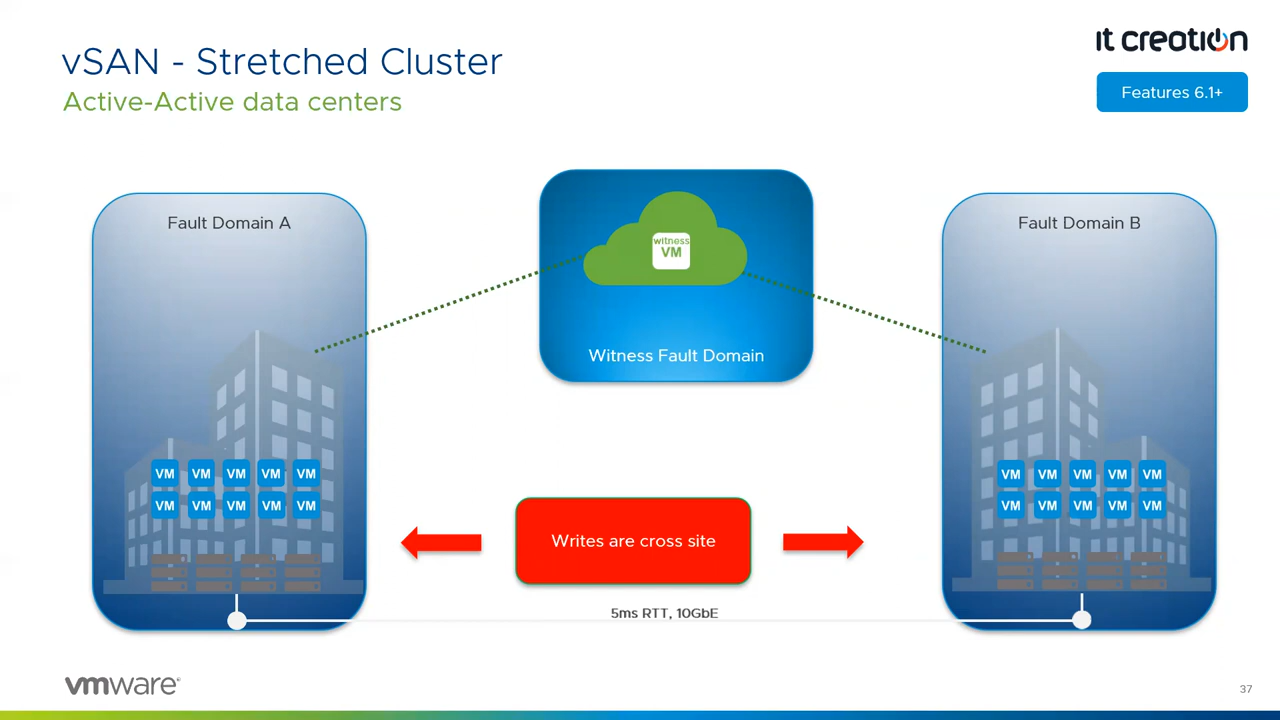 vSAN - Stretched Cluster
Active-Active data centers
it creation
Features 6.1+
Fault Domain A
witness
VM
Witness Fault Domain
Fault Domain B
VM VM VM VM VM
VM VM VM VM VM
Writes are cross site
5ms RTT, 10GbE
VM VM VM VM VM
VM VM VM VM VM
vmware®
37